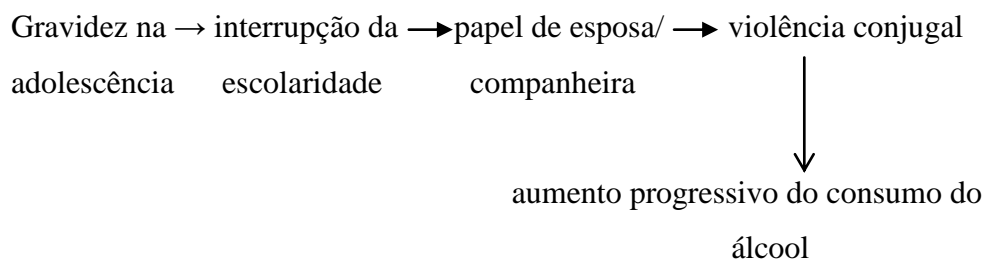 Gravidez na → interrupção da → papel de esposa/ → violência conjugal
adolescência escolaridade companheira
aumento progressivo do consumo do
álcool